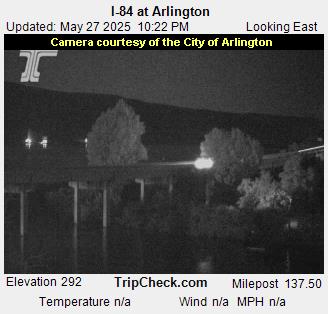 I-84 at Arlington
Updated: May 27 2025 10:22 PM Looking East
Camera courtesy of the City of Arlington
Elevation 292 TripCheck.com Milepost 137.50
Temperature n/a Wind n/a MPH n/a